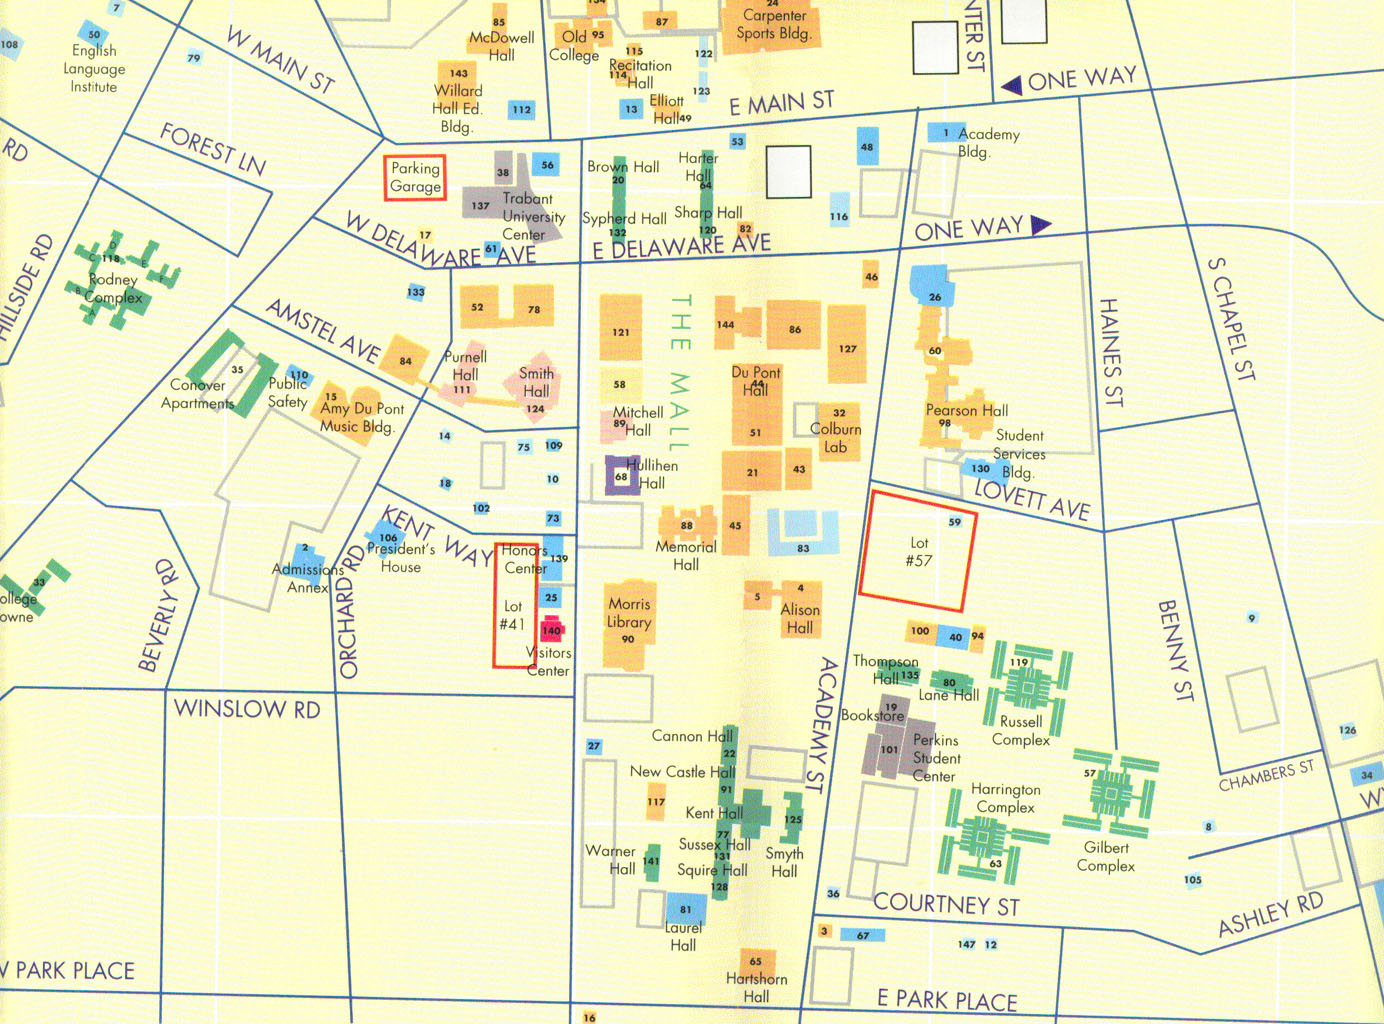 7
50
English
Language
Institute
108
79
W MAIN ST
FOREST LN
RD
HILLSIDE RD
85
McDowell
Hall
143
Willard
Hall Ed.
Bldg.
112
134
Old
College
95
87
115
Recitation
Hall
114
13
Elliott
Hall
49
122
123
24
Carpenter
Sports Bldg.
E MAIN ST
NTER ST
ONE WAY
Parking
Garage
38
56
137
Trabant
University
Center
17
61
W DELAWARE AVE
Brown Hall
20
Sypherd Hall
132
Harter
Hall
64
Sharp Hall
120
53
82
E DELAWARE AVE
48
116
1
Academy
Bldg.
ONE WAY
S CHAPEL ST
HAINES ST
118
A
B
C
D
E
F
Rodney
Complex
133
52
78
AMSTEL AVE
84
Purnell
Hall
111
Smith
Hall
124
35
Conover
Apartments
110
Public
Safety
15
Amy Du Pont
Music Bldg.
121
58
Mitchell
Hall
89
Hullihen
Hall
68
THE MALL
144
86
127
46
26
60
Du Pont
Hall
44
51
32
Colburn
Lab
21
43
Pearson Hall
98
Student
Services
Bldg.
130
LOVETT AVE
14
75
109
18
10
102
73
KENT WAY
106
President's
House
2
Admissions
Annex
ORCHARD RD
BEVERLY RD
33
ollege
owne
Honors
Center
139
Lot
#41
25
140
Visitors
Center
88
Memorial
Hall
45
83
59
Lot
#57
Morris
Library
90
5
4
Alison
Hall
100
40
94
Thompson
Hall
135
80
Lane Hall
119
Russell
Complex
BENNY ST
9
ACADEMY ST
WINSLOW RD
19
Bookstore
101
Perkins
Student
Center
27
Cannon Hall
22
New Castle Hall
91
117
Kent Hall
77
Sussex Hall
131
Squire Hall
128
125
Smyth
Hall
Warner
Hall
141
81
Laurel
Hall
57
Gilbert
Complex
Harrington
Complex
63
CHAMBERS ST
126
34
WY
8
105
36
COURTNEY ST
ASHLEY RD
3
67
147
12
65
Hartshorn
Hall
W PARK PLACE
E PARK PLACE
16